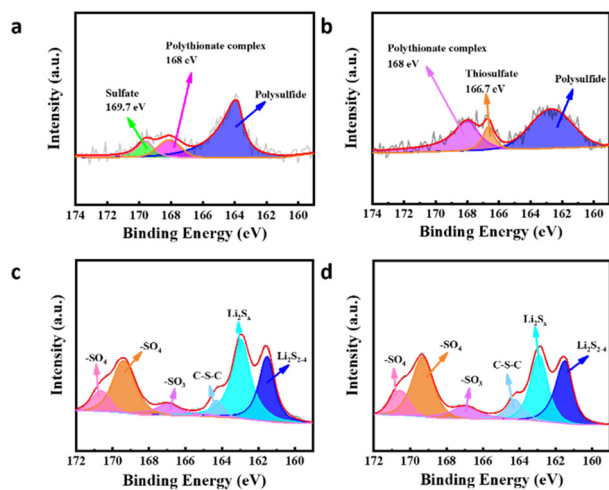 a
Intensity (a.u.)
Polythionate complex
168 cV
Sulfate
169.7 eV
Polysulfide
174 172 170 168 166 164 162 160
Binding Energy (eV)
b
Intensity (a.u.)
Polythionate complex
168 eV
Thiosulfate
166.7 eV
Polysulfide
174 172 170 168 166 164 162 160
Binding Energy (eV)
c
Intensity (a.u.)
-SO₄
-SO₄
-SO₃
C-S-C
Li₂Sₓ
Li₂S₂₋₄
172 170 168 166 164 162 160
Binding Energy (eV)
d
Intensity (a.u.)
-SO₄
-SO₄
-SO₃
C-S-C
Li₂Sₓ
Li₂S₂₋₄
172 170 168 166 164 162 160
Binding Energy (eV)